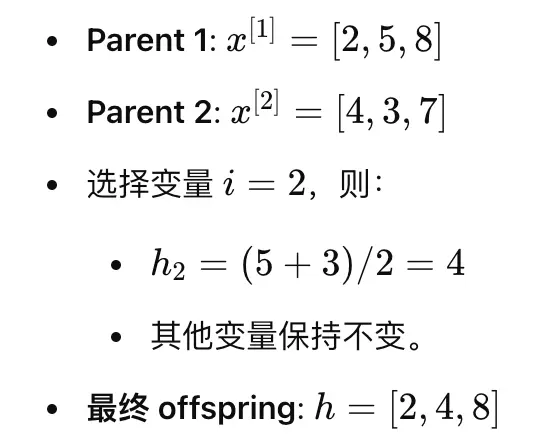 • Parent 1: x^{[1]} = [2, 5, 8]
• Parent 2: x^{[2]} = [4, 3, 7]
• 选择变量 i = 2，则：
• h_2 = (5 + 3)/2 = 4
• 其他变量保持不变。
• 最终 offspring: h = [2, 4, 8]